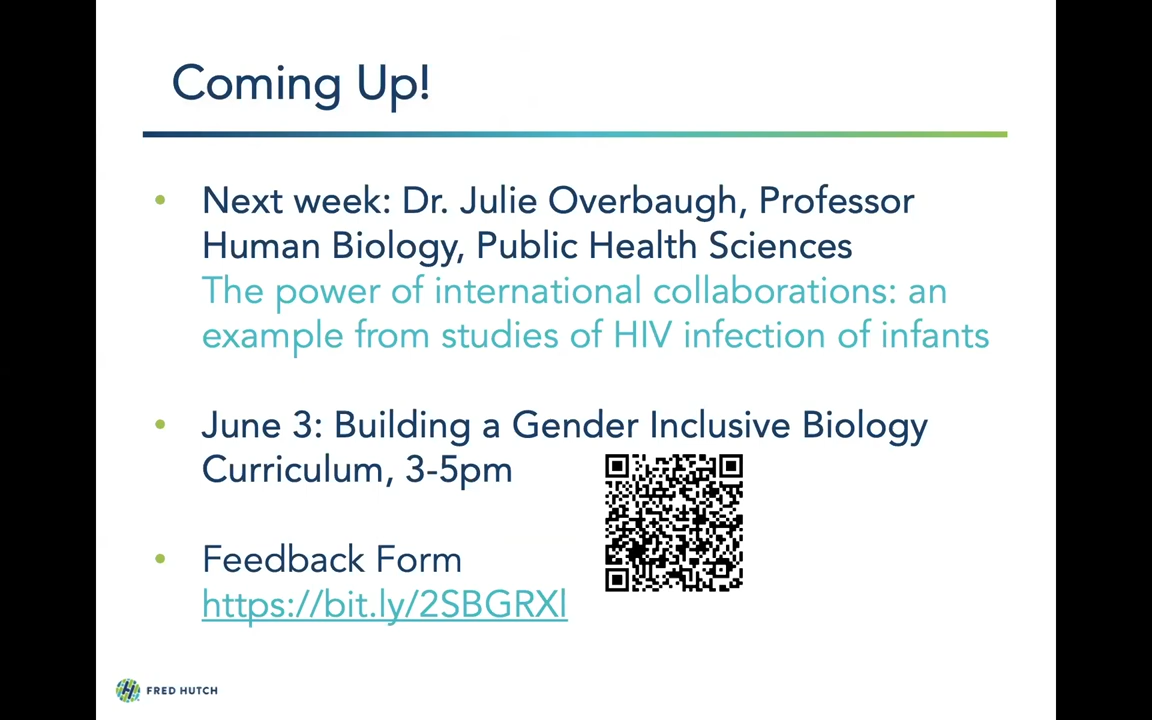 Coming Up!
• Next week: Dr. Julie Overbaugh, Professor
Human Biology, Public Health Sciences
The power of international collaborations: an
example from studies of HIV infection of infants
• June 3: Building a Gender Inclusive Biology
Curriculum, 3-5pm
• Feedback Form
https://bit.ly/2SBGRXl
FRED HUTCH